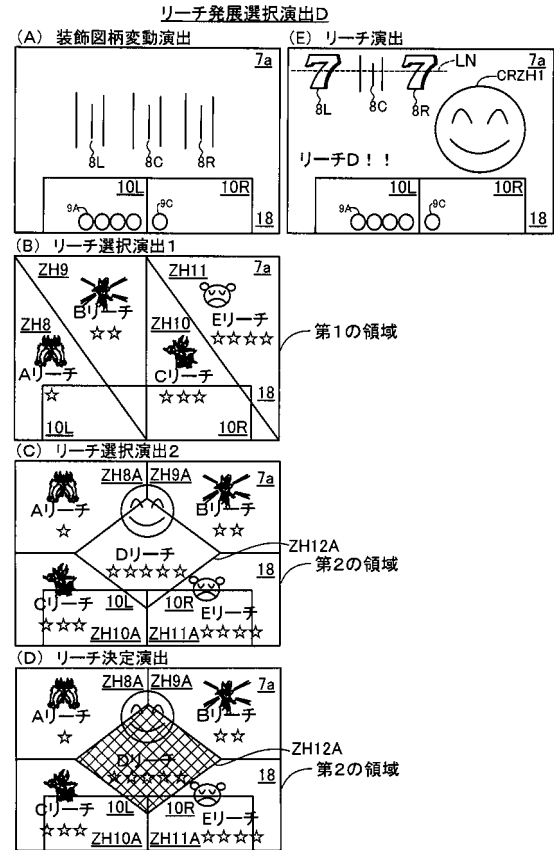 リーチ発展選択演出D
(A) 装飾図柄変動演出
7a
8L 8C 8R
10L 10R
9A 9C
18
(E) リーチ演出
7 7 7a
LN
CRZH1
8L 8C 8R
リーチD!!
10L 10R
9A 9C
18
(B) リーチ選択演出1
ZH9 ZH11 7a
Bリーチ Eリーチ
☆☆ ☆☆☆☆
ZH8 ZH10
第1の領域
Aリーチ Cリーチ
☆ ☆☆☆
18
10L 10R
(C) リーチ選択演出2
ZH8A ZH9A 7a
Aリーチ Bリーチ
☆ ☆☆
Dリーチ
ZH12A
☆☆☆☆☆
18
第2の領域
Cリーチ 10L 10R Eリーチ
☆☆☆ ZH10A ZH11A ☆☆☆☆
(D) リーチ決定演出
ZH8A ZH9A 7a
Aリーチ Bリーチ
☆ ☆☆
Dリーチ
ZH12A
☆☆☆☆☆
18
第2の領域
Cリーチ 10L 10R Eリーチ
☆☆☆ ZH10A ZH11A ☆☆☆☆